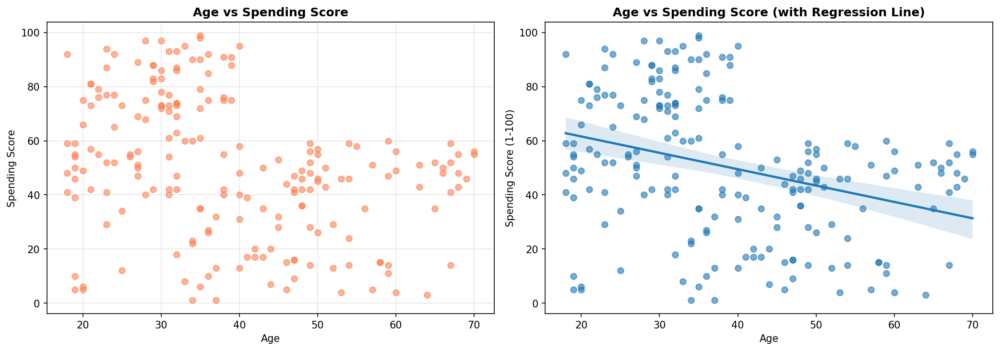 Age vs Spending Score
100
80
60
40
20
0
Spending Score
20 30 40 50 60 70
Age
Age vs Spending Score (with Regression Line)
100
80
60
40
20
0
Spending Score (1-100)
20 30 40 50 60 70
Age